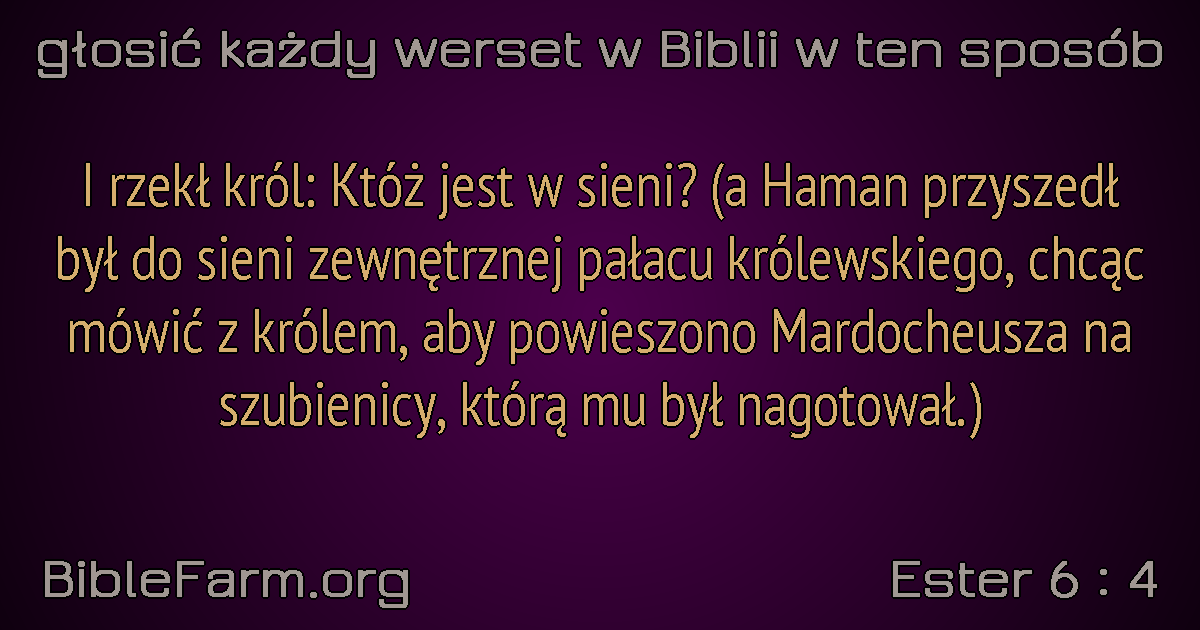 głosić każdy werset w Biblii w ten sposób
I rzekł król: Któż jest w sieni? (a Haman przyszedł
był do sieni zewnętrznej pałacu królewskiego, chcąc
mówić z królem, aby powieszono Mardocheusza na
szubienicy, którą mu był nagotował.)
BibleFarm.org
Ester 6 : 4